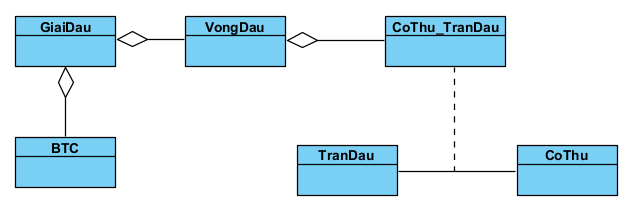 GiaiDau
VongDau
CoThu_TranDau
BTC
TranDau
CoThu